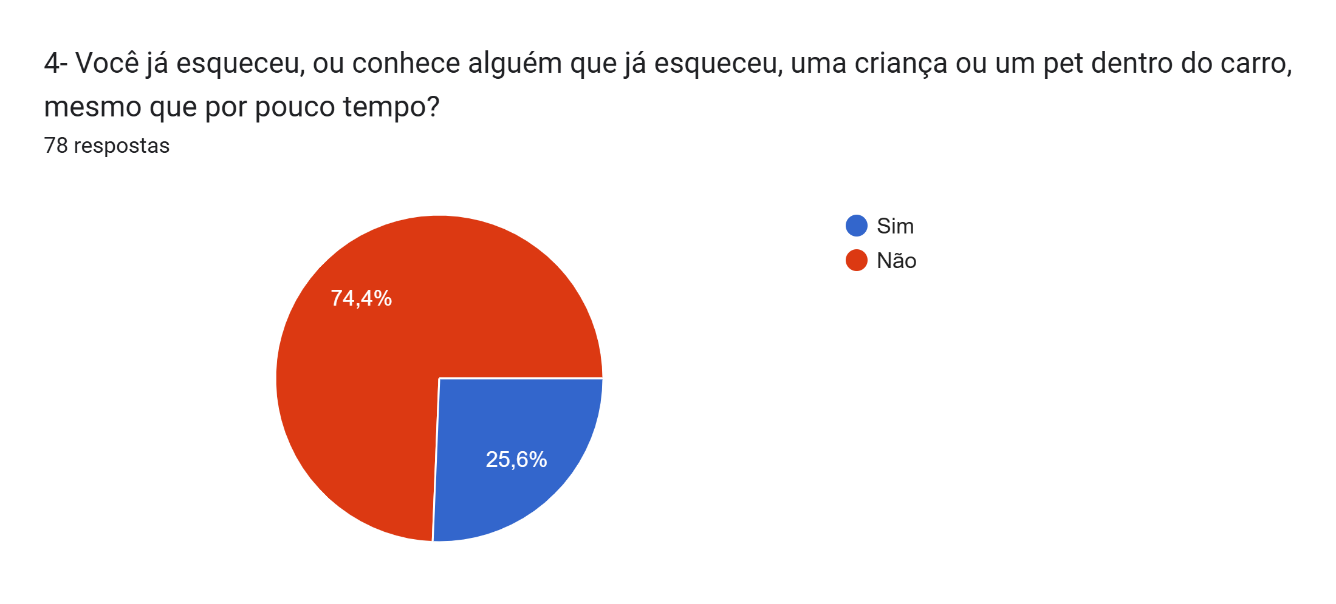 4- Você já esqueceu, ou conhece alguém que já esqueceu, uma criança ou um pet dentro do carro,
mesmo que por pouco tempo?
78 respostas
Sim
Não
74,4%
25,6%